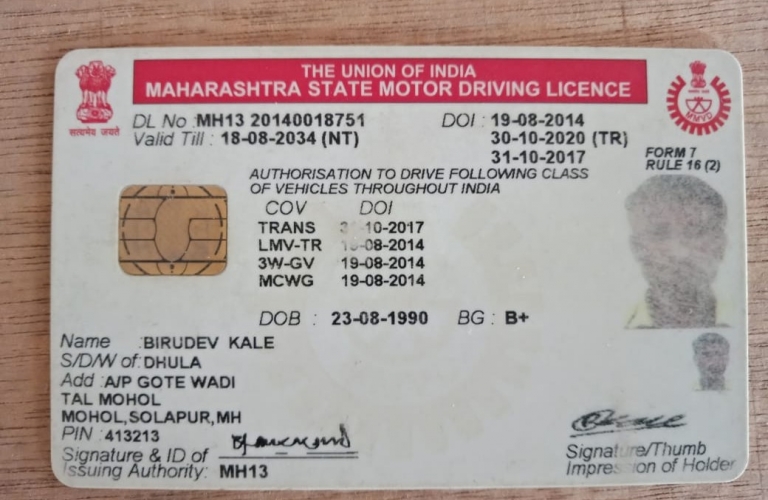 THE UNION OF INDIA
MAHARASHTRA STATE MOTOR DRIVING LICENCE
सत्यमेव जयते
MMVD
DL No : MH13 20140018751 DOI : 19-08-2014
Valid Till : 18-08-2034 (NT) 30-10-2020 (TR)
31-10-2017
FORM 7
RULE 16 (2)
AUTHORISATION TO DRIVE FOLLOWING CLASS
OF VEHICLES THROUGHOUT INDIA
COV DOI
TRANS 10-2017
LMV-TR 08-2014
3W-GV 19-08-2014
MCWG 19-08-2014
DOB : 23-08-1990 BG : B+
Name : BIRUDEV KALE
S/D/W of : DHULA
Add : A/P GOTE WADI
TAL MOHOL
MOHOL,SOLAPUR,MH
PIN : 413213
Signature & ID of
Issuing Authority: MH13
Signature/Thumb
Impression of Holder